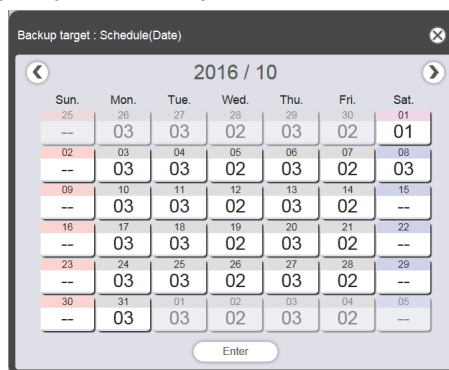 Backup target : Schedule(Date)
2016 / 10
Sun. Mon. Tue. Wed. Thu. Fri. Sat.
25 26 27 28 29 30 01
-- 03 03 02 03 02 01
02 03 04 05 06 07 08
-- 03 03 02 03 02 03
09 10 11 12 13 14 15
-- 03 03 02 03 02 --
16 17 18 19 20 21 22
-- 03 03 02 03 02 --
23 24 25 26 27 28 29
-- 03 03 02 03 02 --
30 31 01 02 03 04 05
-- 03 03 02 03 02 --
Enter